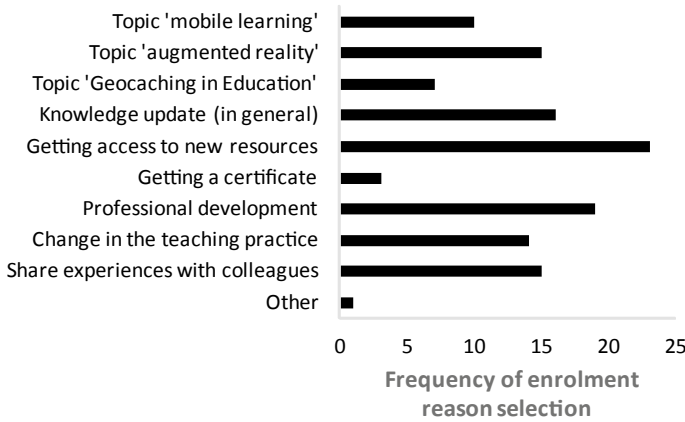 Topic 'mobile learning'
Topic 'augmented reality'
Topic 'Geocaching in Education'
Knowledge update (in general)
Getting access to new resources
Getting a certificate
Professional development
Change in the teaching practice
Share experiences with colleagues
Other
0 5 10 15 20 25
Frequency of enrolment
reason selection